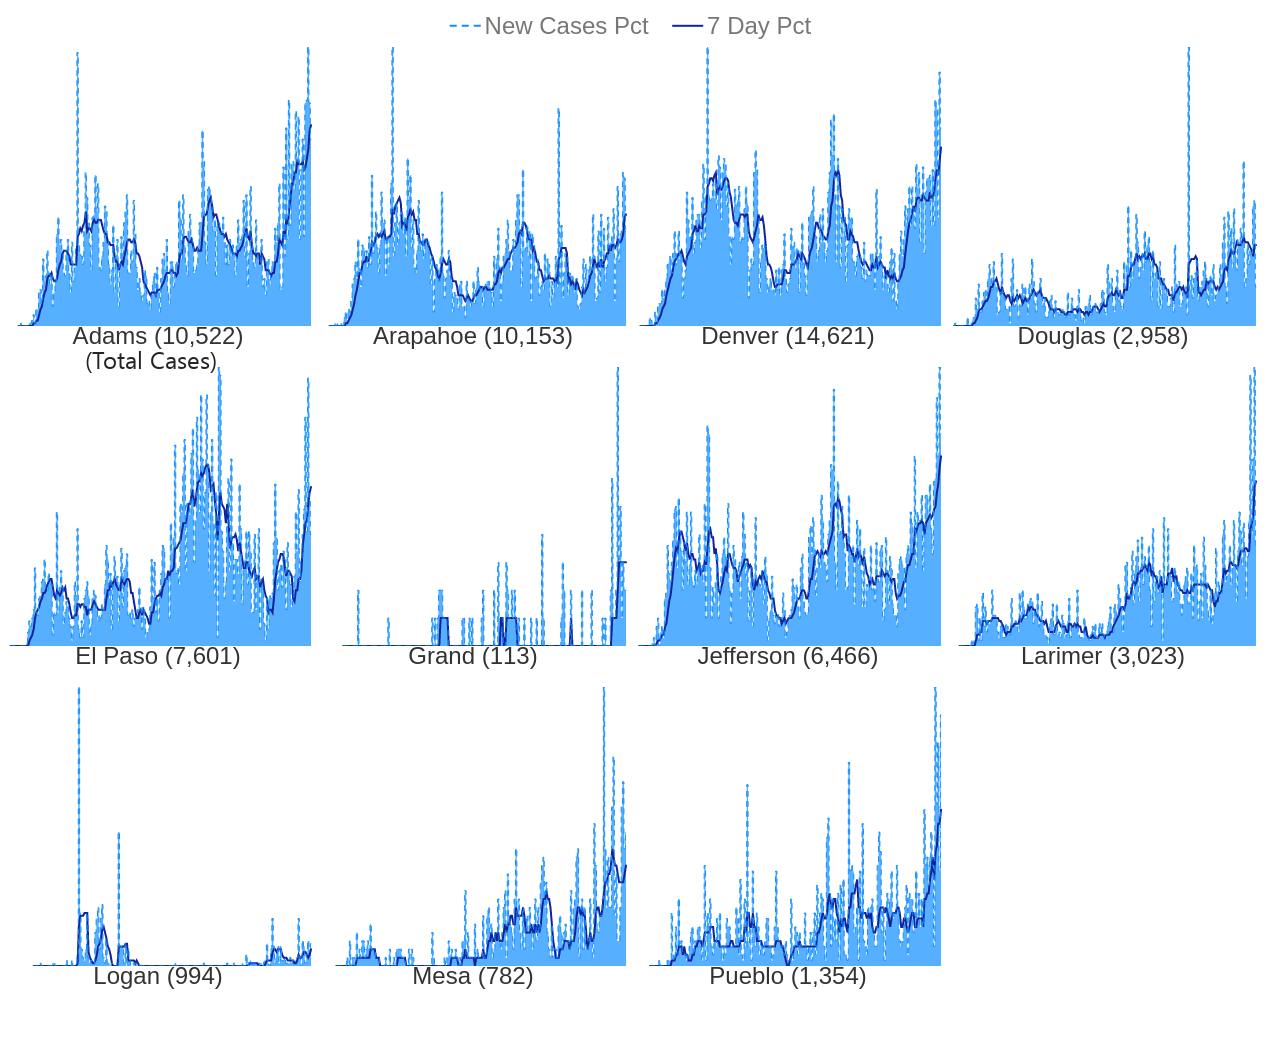 New Cases Pct 7 Day Pct
Adams (10,522) Arapahoe (10,153) Denver (14,621) Douglas (2,958)
(Total Cases)
El Paso (7,601) Grand (113) Jefferson (6,466) Larimer (3,023)
Logan (994) Mesa (782) Pueblo (1,354)